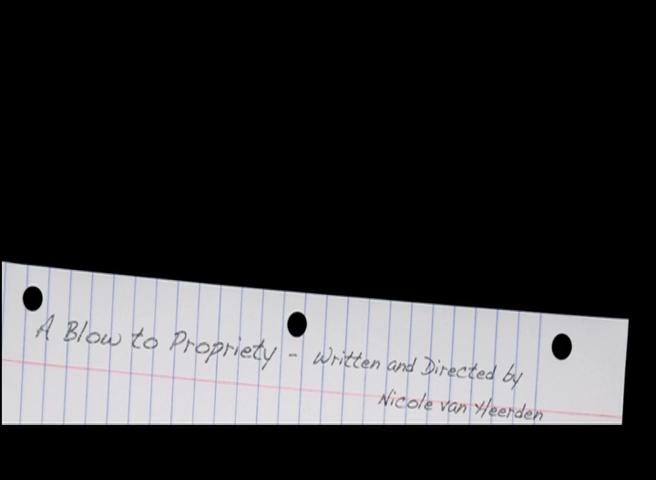 A Blow to Propriety - Written and Directed by
Nicole van Heerden